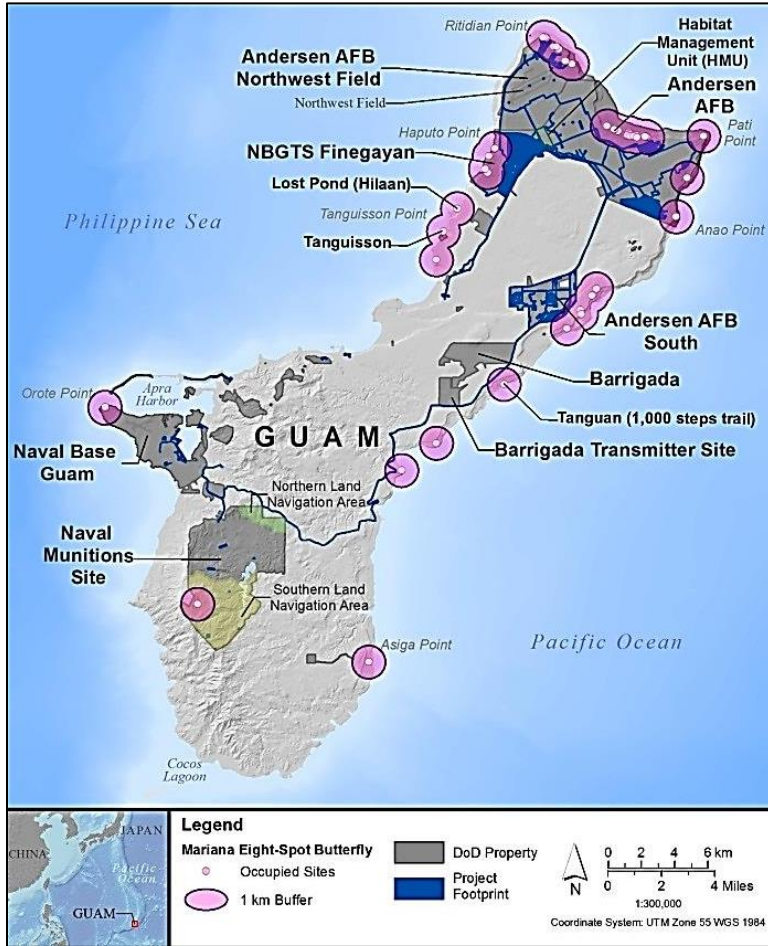 Ritidian Point
Habitat
Management
Unit (HMU)
Andersen AFB
Northwest Field
Northwest Field
Andersen
AFB
Haputo Point
Pati
Point
NBGTS Finegayan
Lost Pond (Hilaan)
Tanguisson Point
Philippine Sea
Tanguisson
Anao Point
Andersen AFB
South
Orote Point
Apra
Harbor
Barrigada
Tanguan (1,000 steps trail)
GUAM
Naval Base
Guam
Barrigada Transmitter Site
Northern Land
Navigation Area
Naval
Munitions
Site
Southern Land
Navigation Area
Asiga Point
Pacific Ocean
Cocos
Lagoon
CHINA
JAPAN
Pacific
Ocean
GUAM
Legend
Mariana Eight-Spot Butterfly
Occupied Sites
1 km Buffer
DoD Property
Project
Footprint
N
0 2 4 6 km
0 2 4 Miles
1:300,000
Coordinate System: UTM Zone 55 WGS 1984